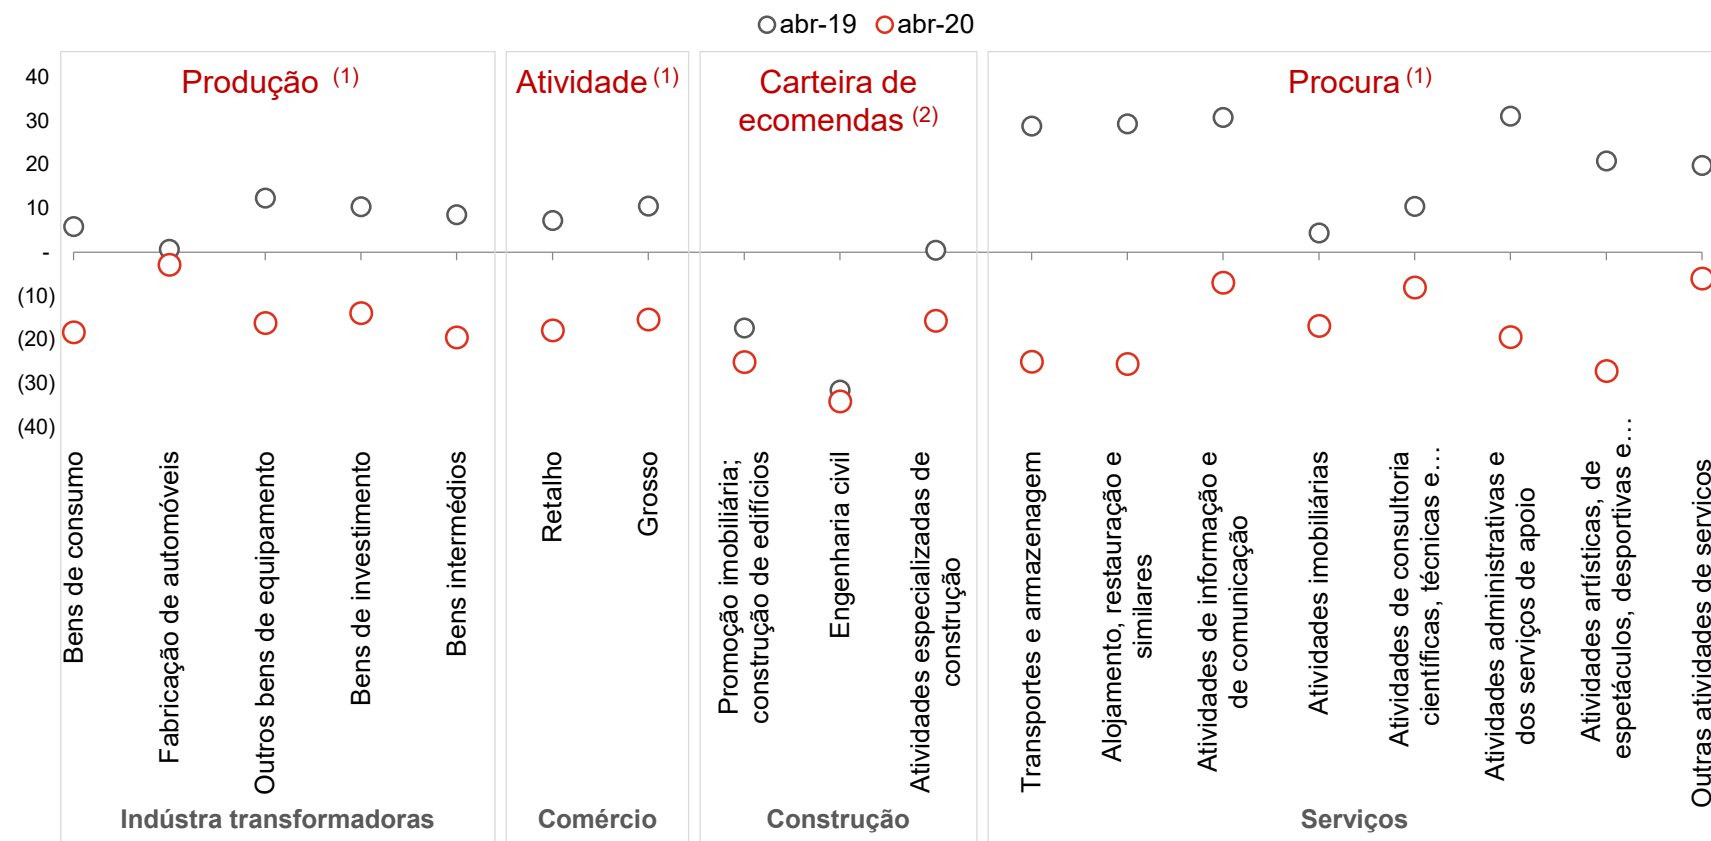 abr-19 abr-20
Produção (1)
Atividade (1)
Carteira de
ecomendas (2)
Procura (1)
40
30
20
10
-
(10)
(20)
(30)
(40)
Bens de consumo
Fabricação de automóveis
Outros bens de equipamento
Bens de investimento
Bens intermédios
Retalho
Grosso
Promoção imobiliária;
construção de edifícios
Engenharia civil
Atividades especializadas de
construção
Transportes e armazenagem
Alojamento, restauração e
similares
Atividades de informação e
de comunicação
Atividades imobiliárias
Atividades de consultoria
científicas, técnicas e…
Atividades administrativas e
dos serviços de apoio
Atividades artísticas, de
espetáculos, desportivas e…
Outras atividades de servicos
Indústra transformadoras
Comércio
Construção
Serviços